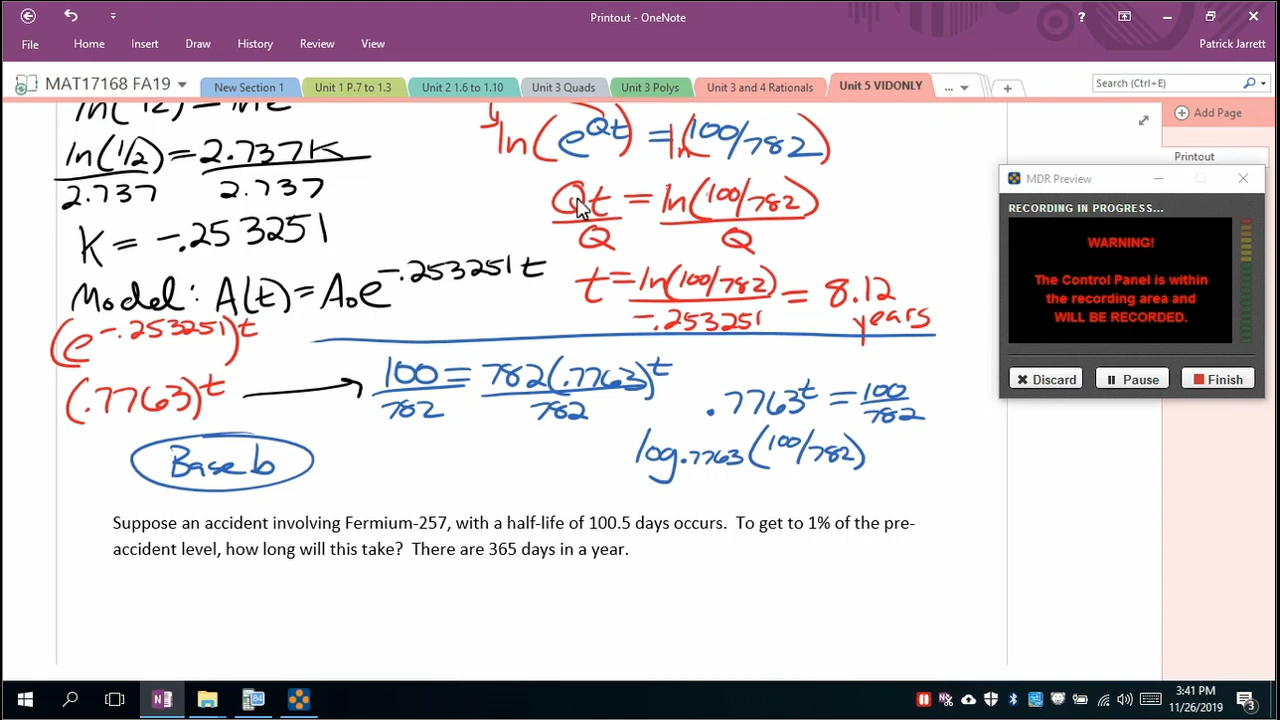 Printout - OneNote
File Home Insert Draw History Review View
Patrick Jarrett
MAT17168 FA19
New Section 1
Unit 1 P.7 to 1.3
Unit 2 1.6 to 1.10
Unit 3 Quads
Unit 3 Polys
Unit 3 and 4 Rationals
Unit 5 VIDONLY
...
Search (Ctrl+E)
Add Page
Printout
ln(1/2) = 2.737K
2.737 2.737
K = -.253251
Model: A(t) = A₀e^-.253251t
(e^-.253251)^t
(.7763)^t
Base b
ln(e^Qt) = ln(100/782)
Qt = ln(100/782)
Q Q
t = ln(100/782) = 8.12 years
-.253251
100 = 782(.7763)^t
782 782
.7763^t = 100/782
log.7763(100/782)
Suppose an accident involving Fermium-257, with a half-life of 100.5 days occurs. To get to 1% of the pre-
accident level, how long will this take? There are 365 days in a year.
MDR Preview
RECORDING IN PROGRESS...
WARNING!
The Control Panel is within
the recording area and
WILL BE RECORDED.
Discard Pause Finish
3:41 PM
11/26/2019
3